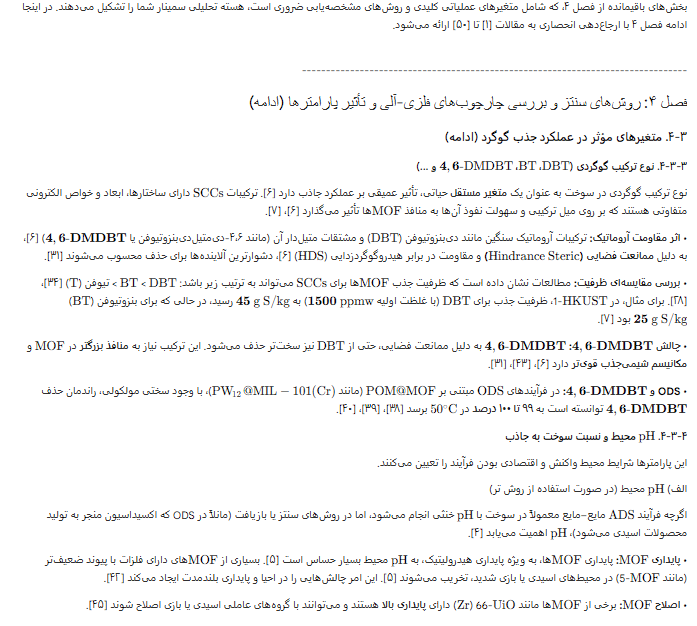 بخش‌های باقیمانده از فصل ۴، که شامل متغیرهای عملیاتی کلیدی و روش‌های مشخصه‌یابی ضروری است، هسته تحلیلی سمینار شما را تشکیل می‌دهند. در اینجا
ادامه فصل ۴ با ارجاع‌دهی انحصاری به مقالات [۱] تا [۵۰] ارائه می‌شود.
--------------------------------------------------------------------------------
فصل ۴: روش‌های سنتز و بررسی چارچوب‌های فلزی-آلی و تأثیر پارامترها (ادامه)
۴-۳. متغیرهای مؤثر در عملکرد جذب گوگرد (ادامه)
۴-۳-۳. نوع ترکیب گوگردی (DBT، BT، 4,6-DMDBT و ...)
نوع ترکیب گوگردی در سوخت به عنوان یک متغیر مستقل حیاتی، تأثیر عمیقی بر عملکرد جاذب دارد [۶]. ترکیبات SCCs دارای ساختارها، ابعاد و خواص الکترونی
متفاوتی هستند که بر روی میل ترکیبی و سهولت نفوذ آن‌ها به منافذ MOFها تأثیر می‌گذارد [۶]، [۷].
• اثر مقاومت آروماتیک: ترکیبات آروماتیک سنگین مانند دی‌بنزوتیوفن (DBT) و مشتقات متیل‌دار آن (مانند ۴،۶-دی‌متیل‌دی‌بنزوتیوفن یا 4,6-DMDBT) [۶]،
به دلیل ممانعت فضایی (Hindrance Steric) و مقاومت در برابر هیدروگوگردزدایی (HDS) [۶]، دشوارترین آلاینده‌ها برای حذف محسوب می‌شوند [۳۱].
• بررسی مقایسه‌ای ظرفیت: مطالعات نشان داده است که ظرفیت جذب MOFها برای SCCs می‌تواند به ترتیب زیر باشد: BT < DBT > تیوفن (T) [۳۴]،
[۲۸]. برای مثال، در HKUST-1، ظرفیت جذب برای DBT (با غلظت اولیه 1500 ppmw) به 45 g S/kg رسید، در حالی که برای بنزوتیوفن (BT)
25 g S/kg بود [۷].
• چالش 4,6-DMDBT: 4,6-DMDBT به دلیل ممانعت فضایی، حتی از DBT نیز سخت‌تر حذف می‌شود. این ترکیب نیاز به منافذ بزرگتر در MOF و
مکانیسم شیمی‌جذب قوی‌تر دارد [۶]، [۴۳]، [۳۱].
• ODS و 4,6-DMDBT: در فرآیندهای ODS مبتنی بر POM@MOF (مانند PW₁₂@MIL − 101(Cr))، با وجود سختی مولکولی، راندمان حذف
4,6-DMDBT توانسته است به ۹۹ تا ۱۰۰ درصد در 50°C برسد [۳۸]، [۳۹]، [۴۰].
۴-۳-۴. pH محیط و نسبت سوخت به جاذب
این پارامترها شرایط محیط واکنش و اقتصادی بودن فرآیند را تعیین می‌کنند.
الف) pH محیط (در صورت استفاده از روش تر)
اگرچه فرآیند ADS مایع-مایع معمولاً در سوخت با pH خنثی انجام می‌شود، اما در روش‌های سنتز یا بازیافت (مانلاً در ODS که اکسیداسیون منجر به تولید
محصولات اسیدی می‌شود)، pH اهمیت می‌یابد [۴].
• پایداری MOF: پایداری MOFها، به ویژه پایداری هیدرولیتیک، به pH محیط بسیار حساس است [۵]. بسیاری از MOFهای دارای فلزات با پیوند ضعیف‌تر
(مانند MOF-5) در محیط‌های اسیدی یا بازی شدید، تخریب می‌شوند [۵]. این امر چالش‌هایی را در احیا و پایداری بلندمدت ایجاد می‌کند [۴۲].
• اصلاح MOF: برخی از MOFها مانند UiO-66 (Zr) دارای پایداری بالا هستند و می‌توانند با گروه‌های عاملی اسیدی یا بازی اصلاح شوند [۴۵].